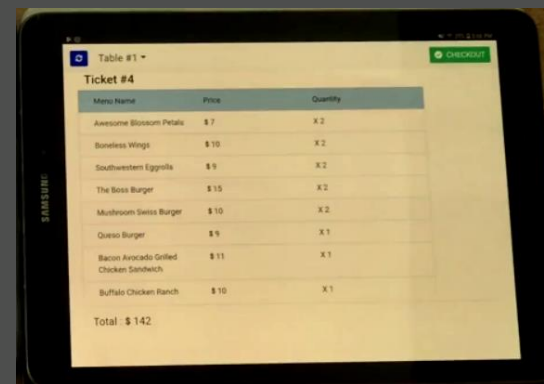 Table #1
CHECKOUT
Ticket #4
Menu Name Price Quantity
Awesome Blossom Petals $ 7 X 2
Boneless Wings $ 10 X 2
Southwestern Eggrolls $ 9 X 2
The Boss Burger $ 15 X 2
Mushroom Swiss Burger $ 10 X 2
Queso Burger $ 9 X 1
Bacon Avocado Grilled $ 11 X 1
Chicken Sandwich
Buffalo Chicken Ranch $ 10 X 1
Total : $ 142
SAMSUNG